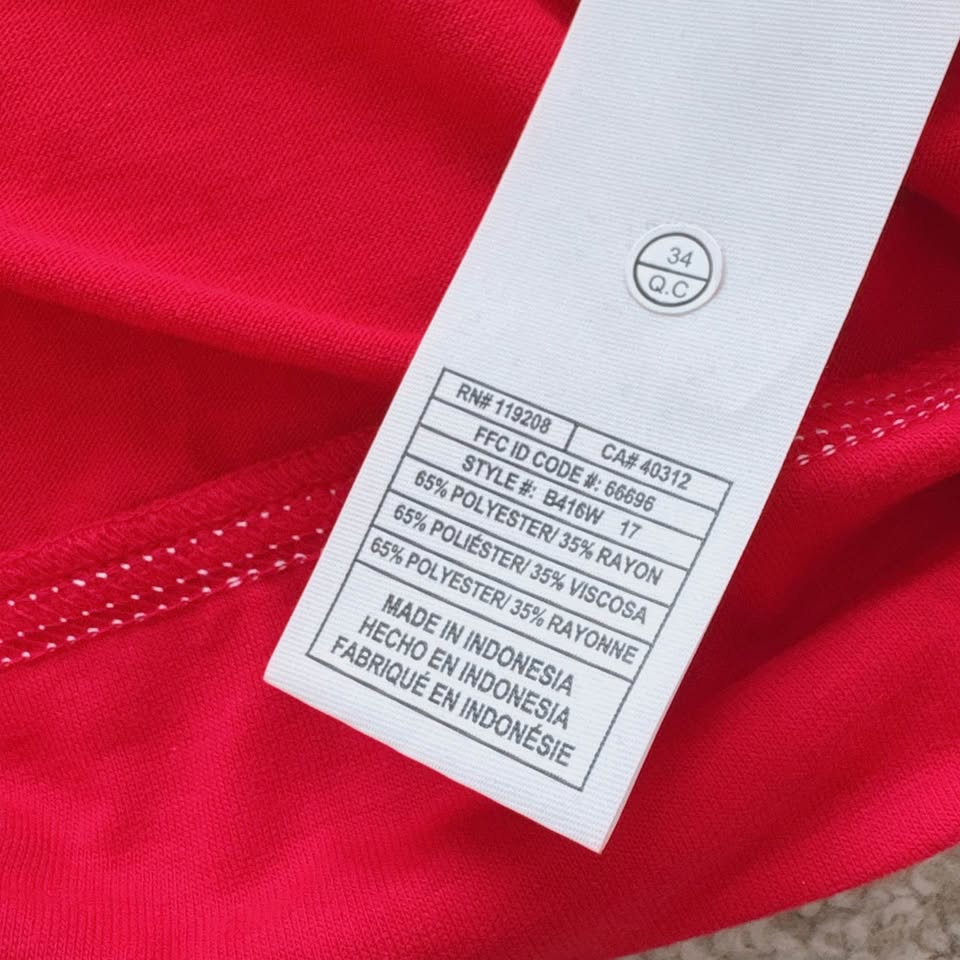 34
Q.C
RN# 119208 CA# 40312
FFC ID CODE #: 66696
STYLE #: B416W 17
65% POLYESTER/ 35% RAYON
65% POLIÉSTER/ 35% VISCOSA
65% POLYESTER/ 35% RAYONNE
MADE IN INDONESIA
HECHO EN INDONESIA
FABRIQUÉ EN INDONÉSIE